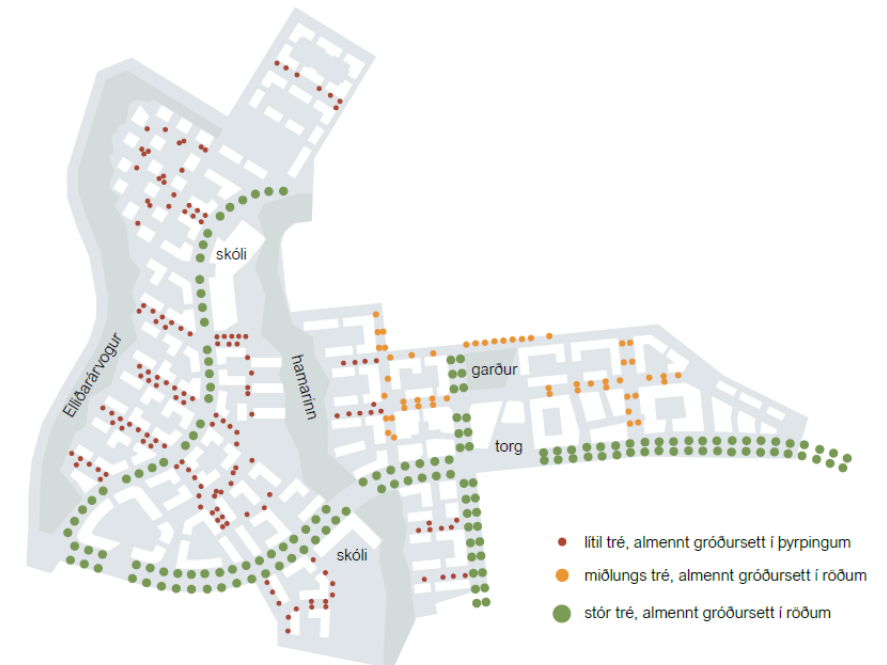 skóli
Elliðarárvogur
hamarinn
garður
torg
skóli
lítil tré, almennt gróðursett í þyrpingum
miðlungs tré, almennt gróðursett í röðum
stór tré, almennt gróðursett í röðum